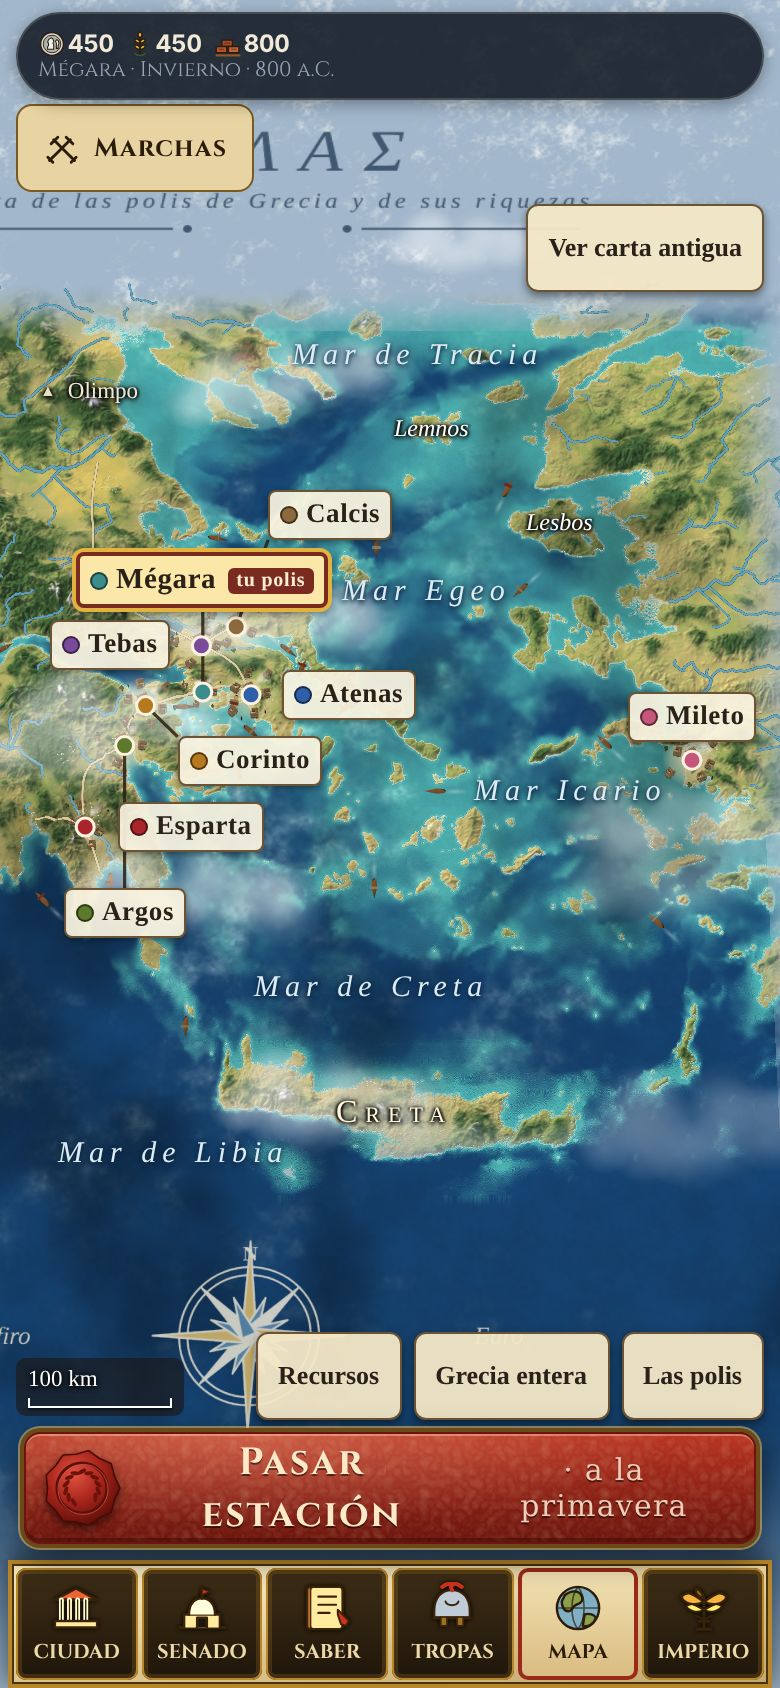 450 450 800
MÉGARA · INVIERNO · 800 A.C.
MARCHAS
ΛΑΣ
a de las polis de Grecia y de sus riquezas
Ver carta antigua
Mar de Tracia
▲ Olimpo
Lemnos
Calcis
Lesbos
Mégara tu polis
Mar Egeo
Tebas
Atenas
Mileto
Corinto
Mar Icario
Esparta
Argos
Mar de Creta
CRETA
Mar de Libia
N
firo
Euro
100 km
Recursos
Grecia entera
Las polis
PASAR ESTACIÓN
· a la primavera
CIUDAD
SENADO
SABER
TROPAS
MAPA
IMPERIO